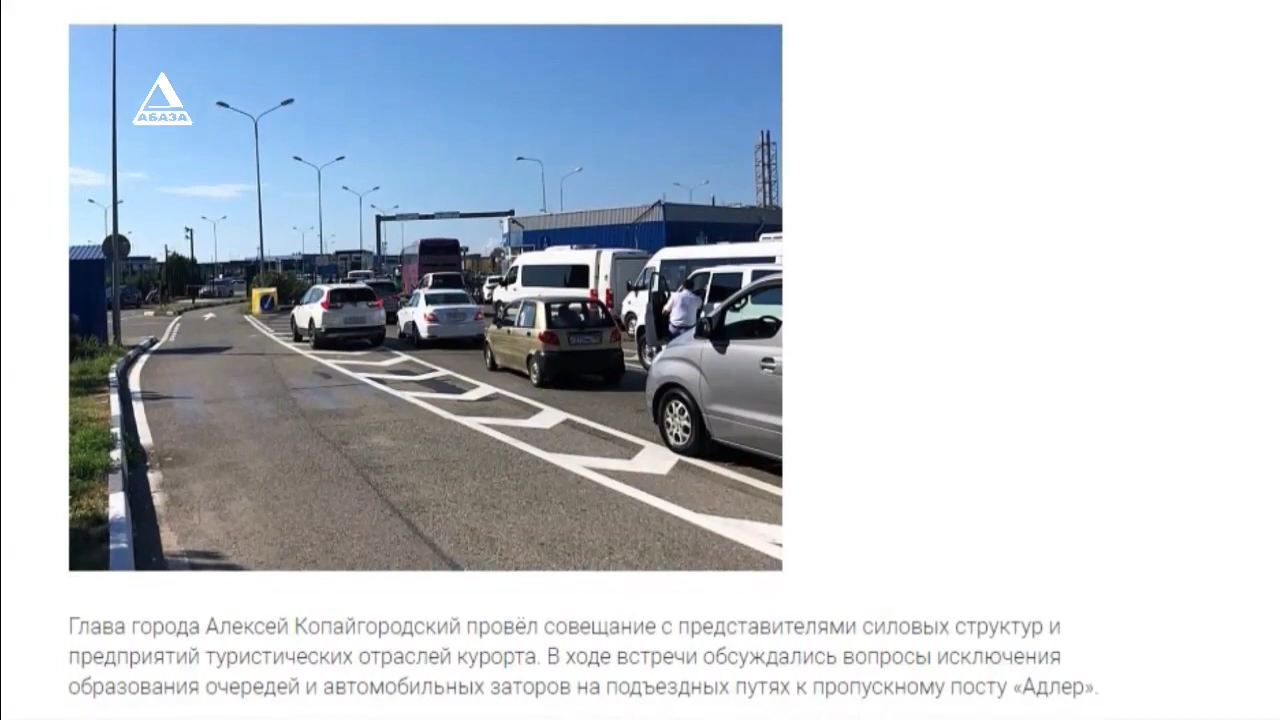 АБАЗА
Глава города Алексей Копайгородский провёл совещание с представителями силовых структур и
предприятий туристических отраслей курорта. В ходе встречи обсуждались вопросы исключения
образования очередей и автомобильных заторов на подъездных путях к пропускному посту «Адлер».